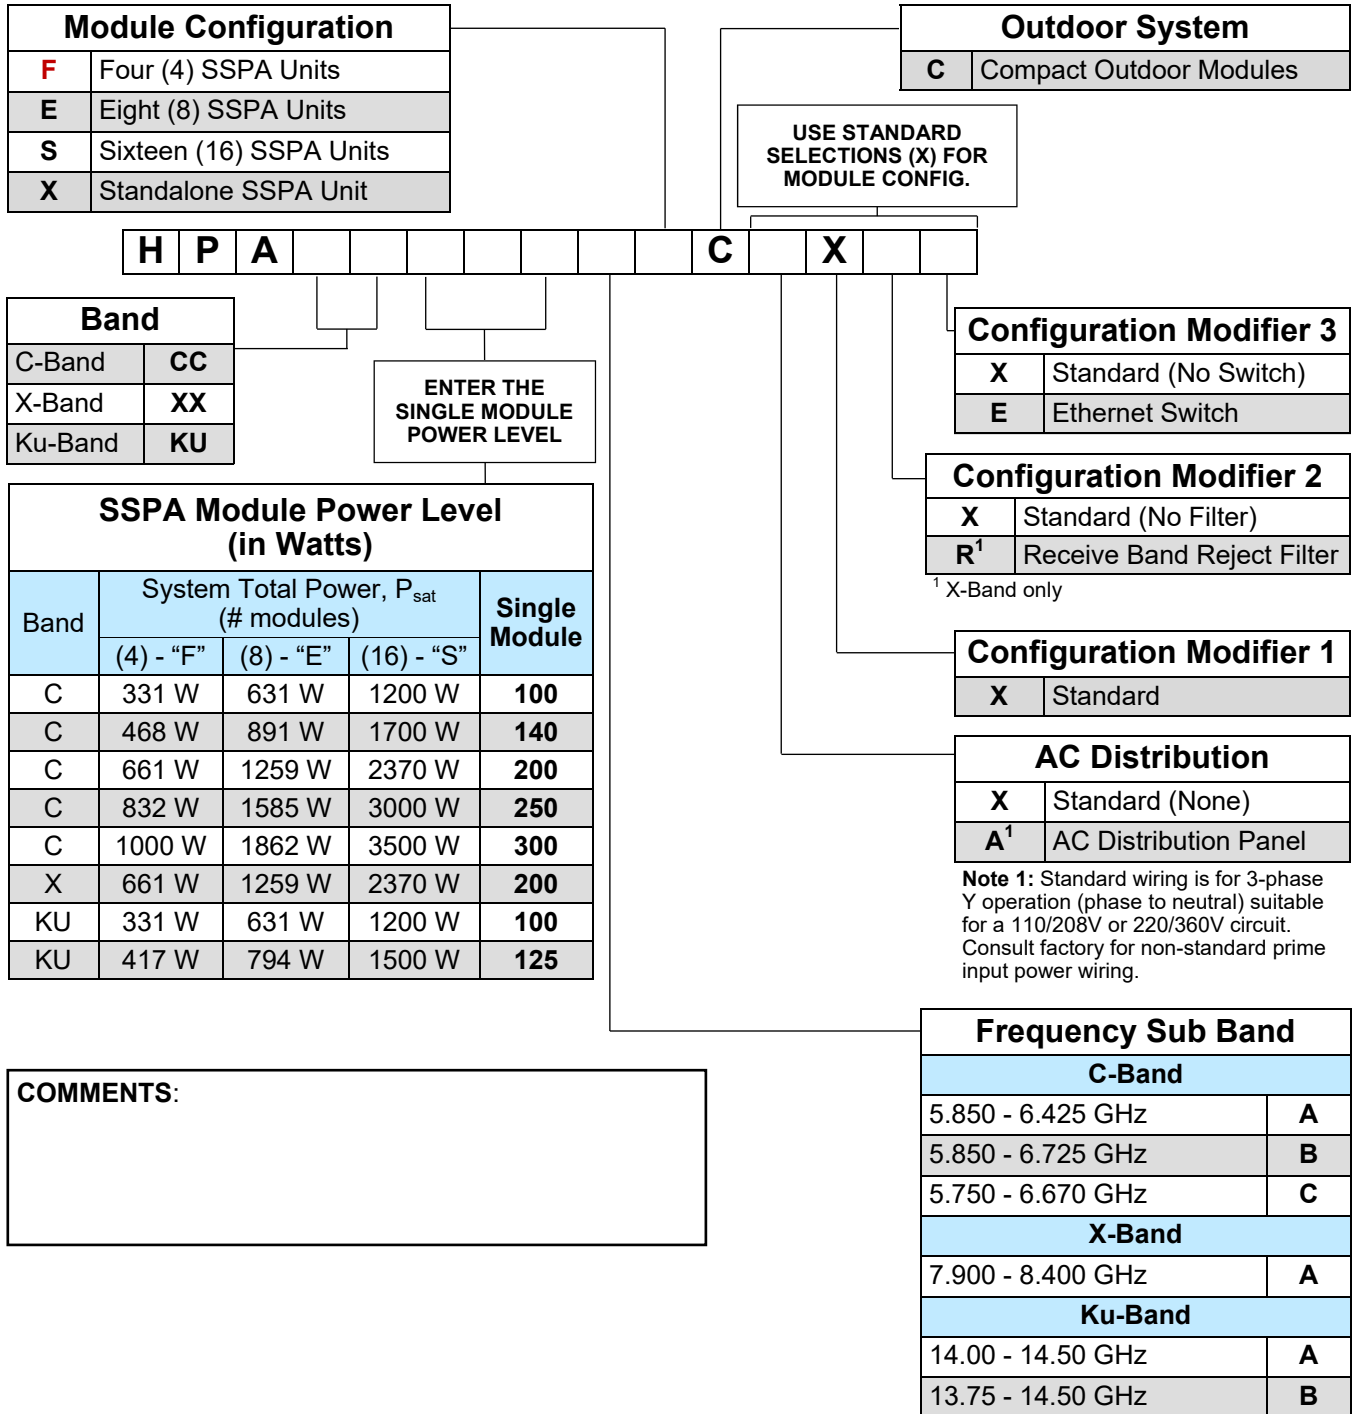 Module Configuration
F Four (4) SSPA Units
E Eight (8) SSPA Units
S Sixteen (16) SSPA Units
X Standalone SSPA Unit
Outdoor System
C Compact Outdoor Modules
USE STANDARD
SELECTIONS (X) FOR
MODULE CONFIG.
H P A C X
Band
C-Band CC
X-Band XX
Ku-Band KU
ENTER THE
SINGLE MODULE
POWER LEVEL
Configuration Modifier 3
X Standard (No Switch)
E Ethernet Switch
Configuration Modifier 2
X Standard (No Filter)
R1 Receive Band Reject Filter
1 X-Band only
Configuration Modifier 1
X Standard
AC Distribution
X Standard (None)
A1 AC Distribution Panel
Note 1: Standard wiring is for 3-phase
Y operation (phase to neutral) suitable
for a 110/208V or 220/360V circuit.
Consult factory for non-standard prime
input power wiring.
SSPA Module Power Level
(in Watts)
Band System Total Power, Psat
(# modules) Single
Module
(4) - “F” (8) - “E” (16) - “S”
C 331 W 631 W 1200 W 100
C 468 W 891 W 1700 W 140
C 661 W 1259 W 2370 W 200
C 832 W 1585 W 3000 W 250
C 1000 W 1862 W 3500 W 300
X 661 W 1259 W 2370 W 200
KU 331 W 631 W 1200 W 100
KU 417 W 794 W 1500 W 125
COMMENTS:
Frequency Sub Band
C-Band
5.850 - 6.425 GHz A
5.850 - 6.725 GHz B
5.750 - 6.670 GHz C
X-Band
7.900 - 8.400 GHz A
Ku-Band
14.00 - 14.50 GHz A
13.75 - 14.50 GHz B